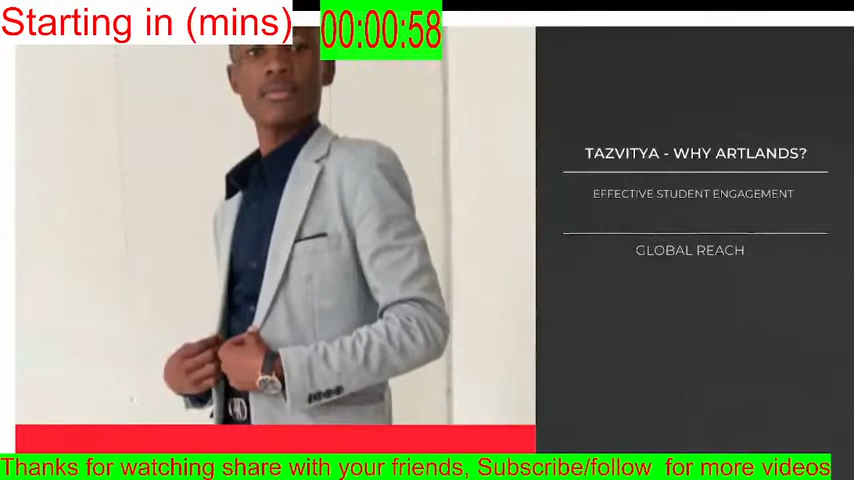 Starting in (mins)
00:00:58
TAZVITYA - WHY ARTLANDS?
EFFECTIVE STUDENT ENGAGEMENT
GLOBAL REACH
Thanks for watching share with your friends, Subscribe/follow for more videos